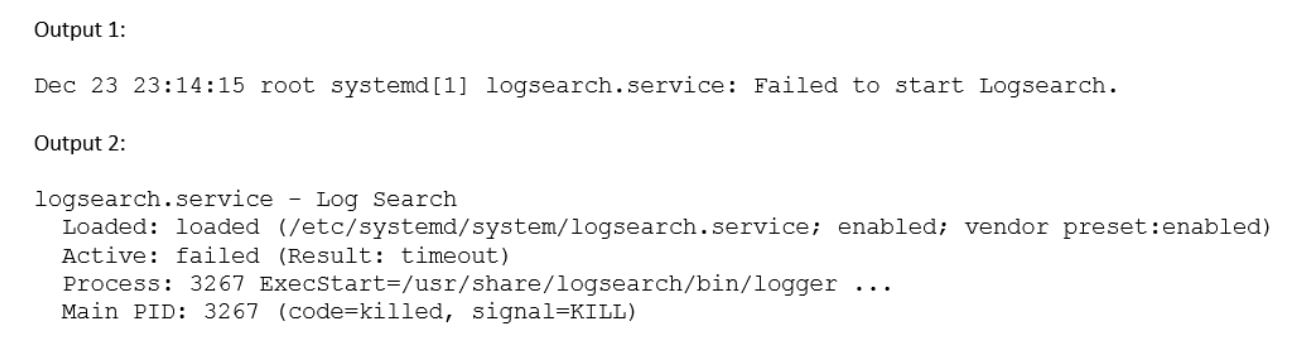 Output 1:
Dec 23 23:14:15 root systemd[1] logsearch.service: Failed to start Logsearch.
Output 2:
logsearch.service - Log Search
Loaded: loaded (/etc/systemd/system/logsearch.service; enabled; vendor preset:enabled)
Active: failed (Result: timeout)
Process: 3267 ExecStart=/usr/share/logsearch/bin/logger ...
Main PID: 3267 (code=killed, signal=KILL)